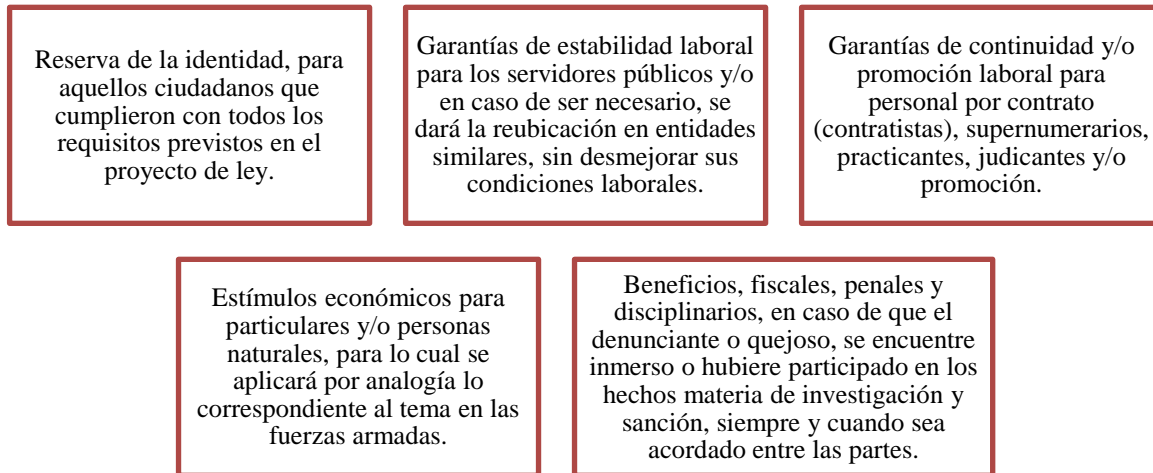 Reserva de la identidad, para
aquellos ciudadanos que
cumplieron con todos los
requisitos previstos en el
proyecto de ley.
Garantías de estabilidad laboral
para los servidores públicos y/o
en caso de ser necesario, se
dará la reubicación en entidades
similares, sin desmejorar sus
condiciones laborales.
Garantías de continuidad y/o
promoción laboral para
personal por contrato
(contratistas), supernumerarios,
practicantes, judicantes y/o
promoción.
Estímulos económicos para
particulares y/o personas
naturales, para lo cual se
aplicará por analogía lo
correspondiente al tema en las
fuerzas armadas.
Beneficios, fiscales, penales y
disciplinarios, en caso de que el
denunciante o quejoso, se encuentre
inmerso o hubiere participado en los
hechos materia de investigación y
sanción, siempre y cuando sea
acordado entre las partes.